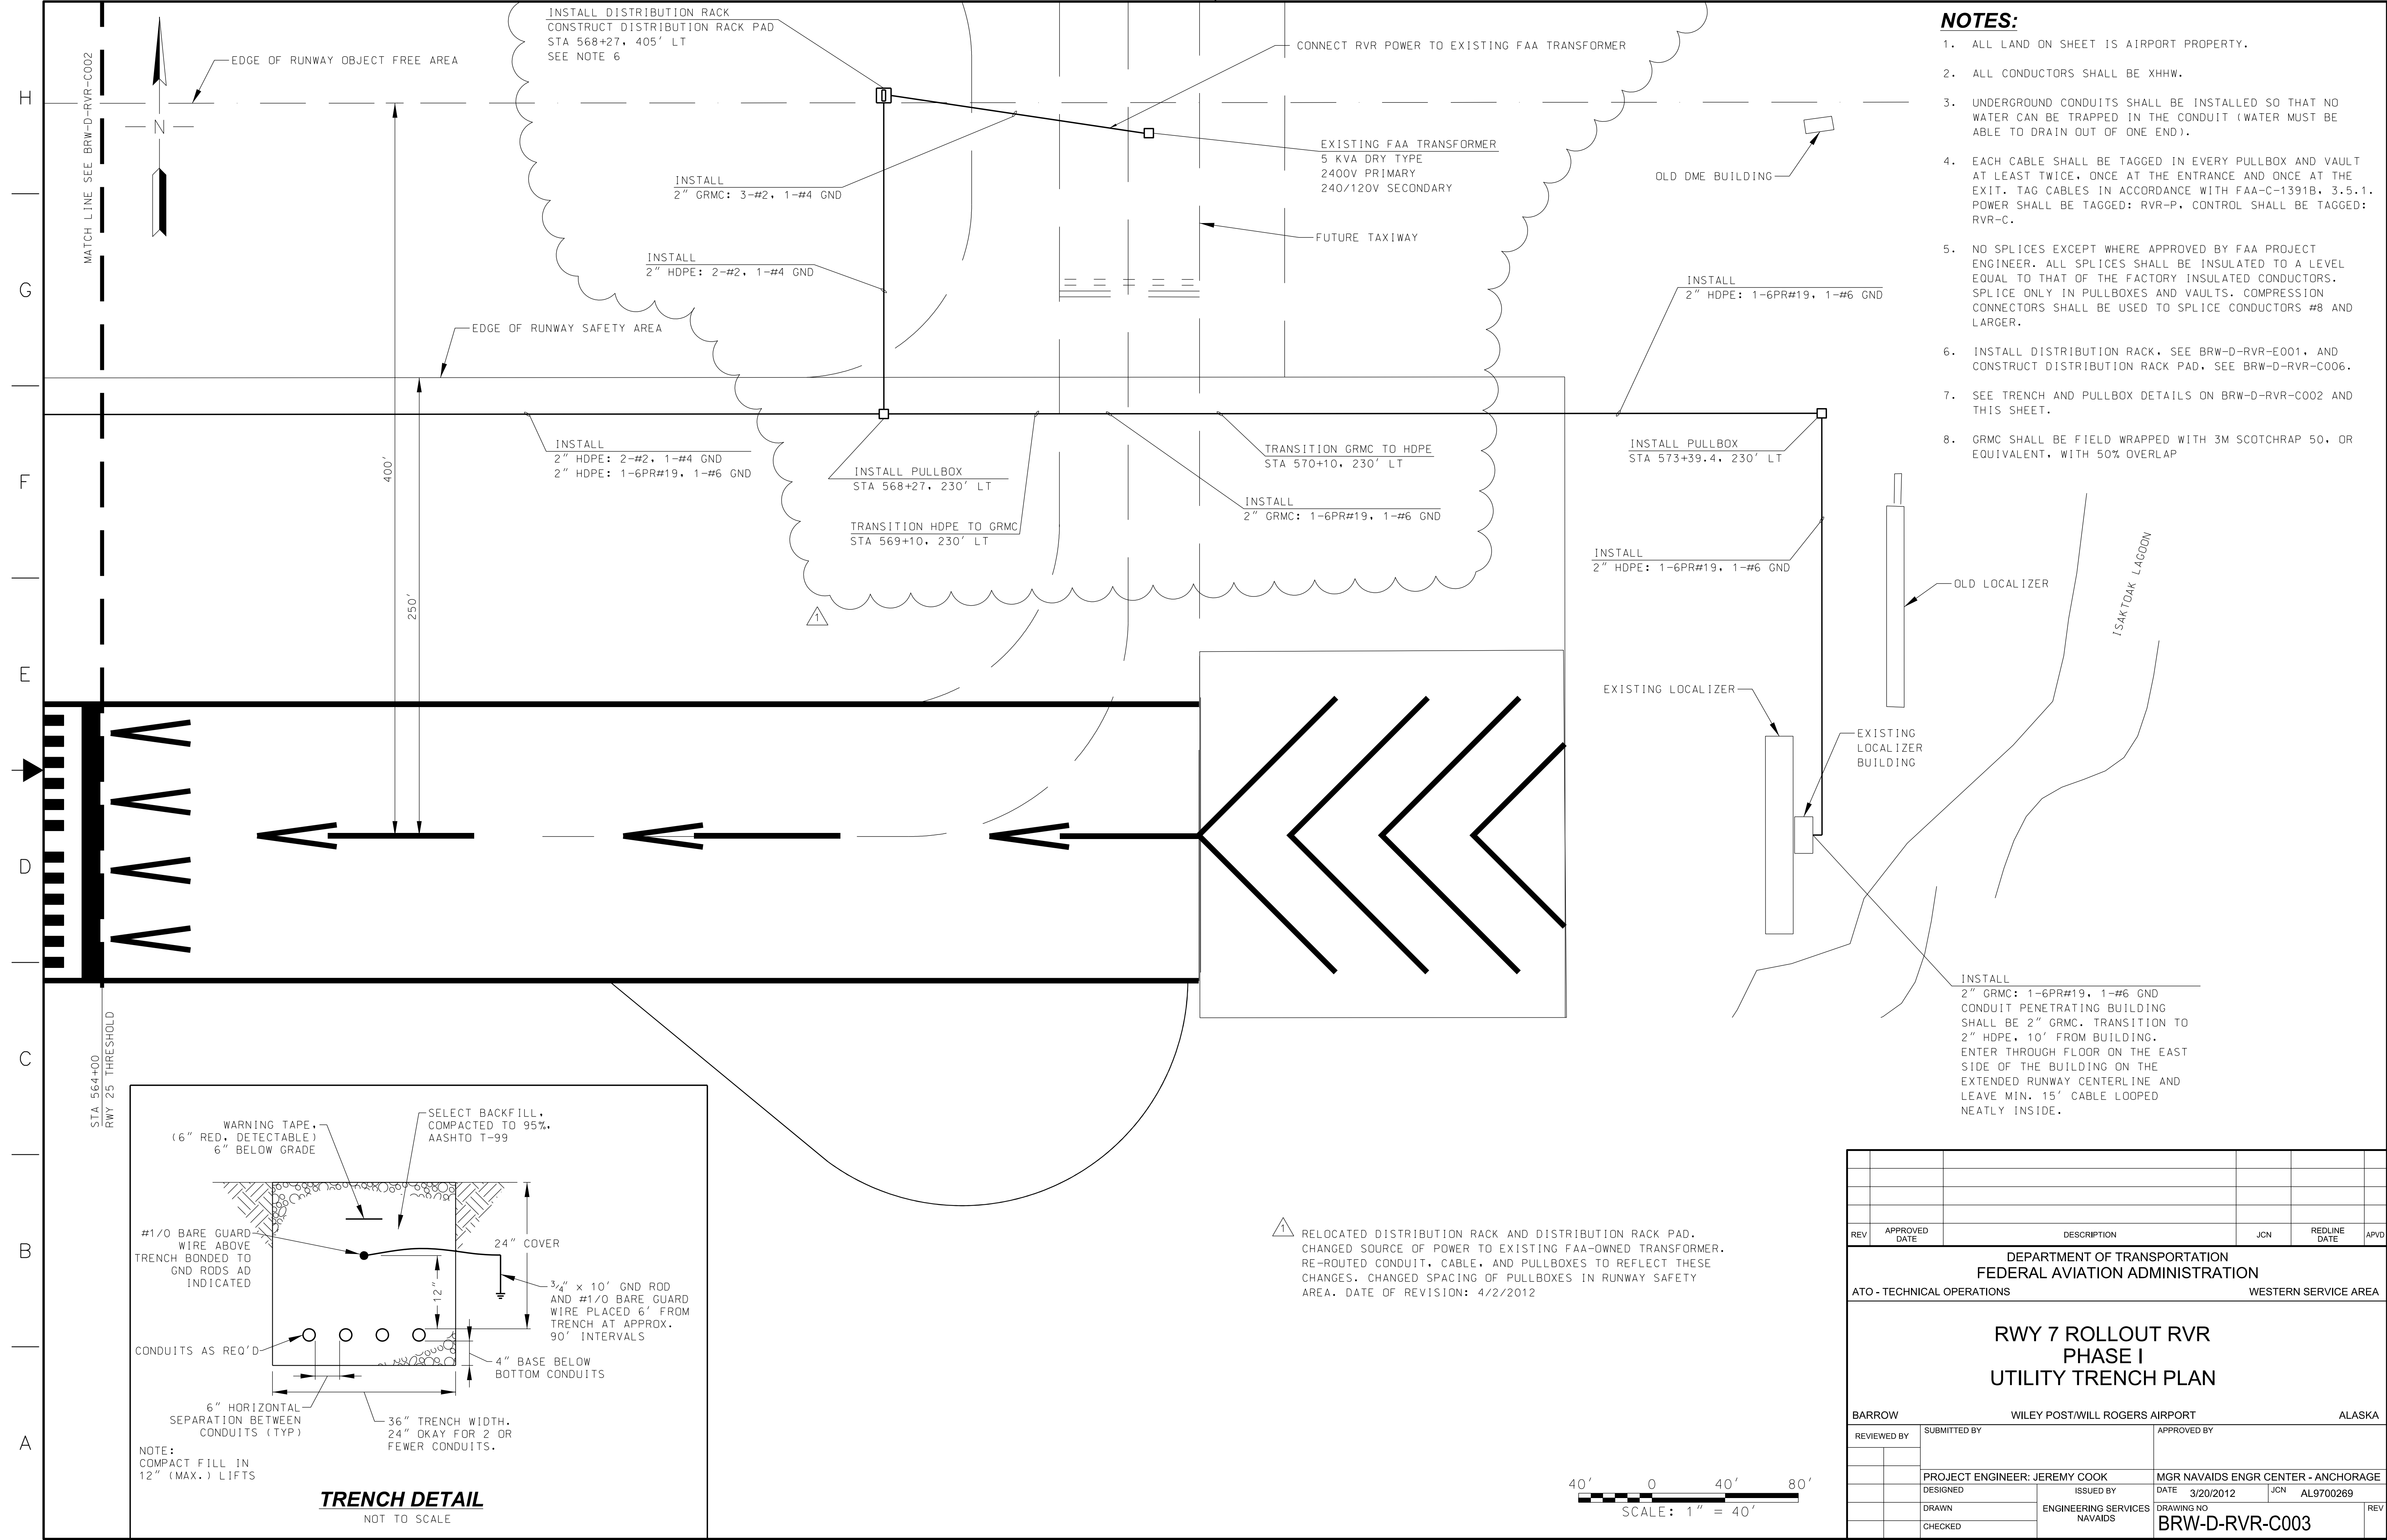 INSTALL DISTRIBUTION RACK
CONSTRUCT DISTRIBUTION RACK PAD
STA 568+27, 405' LT
SEE NOTE 6
CONNECT RVR POWER TO EXISTING FAA TRANSFORMER
EDGE OF RUNWAY OBJECT FREE AREA
MATCH LINE SEE BRW-D-RVR-C002
N
EXISTING FAA TRANSFORMER
5 KVA DRY TYPE
2400V PRIMARY
240/120V SECONDARY
OLD DME BUILDING
INSTALL
2" GRMC: 3-#2, 1-#4 GND
FUTURE TAXIWAY
INSTALL
2" HDPE: 2-#2, 1-#4 GND
INSTALL
2" HDPE: 1-6PR#19, 1-#6 GND
EDGE OF RUNWAY SAFETY AREA
INSTALL
2" HDPE: 2-#2, 1-#4 GND
2" HDPE: 1-6PR#19, 1-#6 GND
400'
250'
INSTALL PULLBOX
STA 568+27, 230' LT
TRANSITION HDPE TO GRMC
STA 569+10, 230' LT
TRANSITION GRMC TO HDPE
STA 570+10, 230' LT
INSTALL
2" GRMC: 1-6PR#19, 1-#6 GND
INSTALL PULLBOX
STA 573+39.4, 230' LT
INSTALL
2" HDPE: 1-6PR#19, 1-#6 GND
1
OLD LOCALIZER
ISAKTOAK LAGOON
EXISTING LOCALIZER
EXISTING
LOCALIZER
BUILDING
INSTALL
2" GRMC: 1-6PR#19, 1-#6 GND
CONDUIT PENETRATING BUILDING
SHALL BE 2" GRMC. TRANSITION TO
2" HDPE, 10' FROM BUILDING.
ENTER THROUGH FLOOR ON THE EAST
SIDE OF THE BUILDING ON THE
EXTENDED RUNWAY CENTERLINE AND
LEAVE MIN. 15' CABLE LOOPED
NEATLY INSIDE.
STA 564+00
RWY 25 THRESHOLD
H
G
F
E
D
C
B
A
NOTES:
1. ALL LAND ON SHEET IS AIRPORT PROPERTY.
2. ALL CONDUCTORS SHALL BE XHHW.
3. UNDERGROUND CONDUITS SHALL BE INSTALLED SO THAT NO
WATER CAN BE TRAPPED IN THE CONDUIT (WATER MUST BE
ABLE TO DRAIN OUT OF ONE END).
4. EACH CABLE SHALL BE TAGGED IN EVERY PULLBOX AND VAULT
AT LEAST TWICE, ONCE AT THE ENTRANCE AND ONCE AT THE
EXIT. TAG CABLES IN ACCORDANCE WITH FAA-C-1391B, 3.5.1.
POWER SHALL BE TAGGED: RVR-P, CONTROL SHALL BE TAGGED:
RVR-C.
5. NO SPLICES EXCEPT WHERE APPROVED BY FAA PROJECT
ENGINEER. ALL SPLICES SHALL BE INSULATED TO A LEVEL
EQUAL TO THAT OF THE FACTORY INSULATED CONDUCTORS.
SPLICE ONLY IN PULLBOXES AND VAULTS. COMPRESSION
CONNECTORS SHALL BE USED TO SPLICE CONDUCTORS #8 AND
LARGER.
6. INSTALL DISTRIBUTION RACK, SEE BRW-D-RVR-E001, AND
CONSTRUCT DISTRIBUTION RACK PAD, SEE BRW-D-RVR-C006.
7. SEE TRENCH AND PULLBOX DETAILS ON BRW-D-RVR-C002 AND
THIS SHEET.
8. GRMC SHALL BE FIELD WRAPPED WITH 3M SCOTCHRAP 50, OR
EQUIVALENT, WITH 50% OVERLAP
WARNING TAPE,
(6" RED, DETECTABLE)
6" BELOW GRADE
SELECT BACKFILL,
COMPACTED TO 95%,
AASHTO T-99
#1/0 BARE GUARD
WIRE ABOVE
TRENCH BONDED TO
GND RODS AD
INDICATED
24" COVER
12"
3/4" x 10' GND ROD
AND #1/0 BARE GUARD
WIRE PLACED 6' FROM
TRENCH AT APPROX.
90' INTERVALS
CONDUITS AS REQ'D
4" BASE BELOW
BOTTOM CONDUITS
6" HORIZONTAL
SEPARATION BETWEEN
CONDUITS (TYP)
36" TRENCH WIDTH.
24" OKAY FOR 2 OR
FEWER CONDUITS.
NOTE:
COMPACT FILL IN
12" (MAX.) LIFTS
TRENCH DETAIL
NOT TO SCALE
1 RELOCATED DISTRIBUTION RACK AND DISTRIBUTION RACK PAD.
CHANGED SOURCE OF POWER TO EXISTING FAA-OWNED TRANSFORMER.
RE-ROUTED CONDUIT, CABLE, AND PULLBOXES TO REFLECT THESE
CHANGES. CHANGED SPACING OF PULLBOXES IN RUNWAY SAFETY
AREA. DATE OF REVISION: 4/2/2012
40' 0 40' 80'
SCALE: 1" = 40'
REV APPROVED DATE DESCRIPTION JCN REDLINE DATE APVD
DEPARTMENT OF TRANSPORTATION
FEDERAL AVIATION ADMINISTRATION
ATO - TECHNICAL OPERATIONS WESTERN SERVICE AREA
RWY 7 ROLLOUT RVR
PHASE I
UTILITY TRENCH PLAN
BARROW WILEY POST/WILL ROGERS AIRPORT ALASKA
REVIEWED BY SUBMITTED BY APPROVED BY
PROJECT ENGINEER: JEREMY COOK MGR NAVAIDS ENGR CENTER - ANCHORAGE
DESIGNED ISSUED BY DATE 3/20/2012 JCN AL9700269
DRAWN ENGINEERING SERVICES NAVAIDS DRAWING NO REV
CHECKED BRW-D-RVR-C003